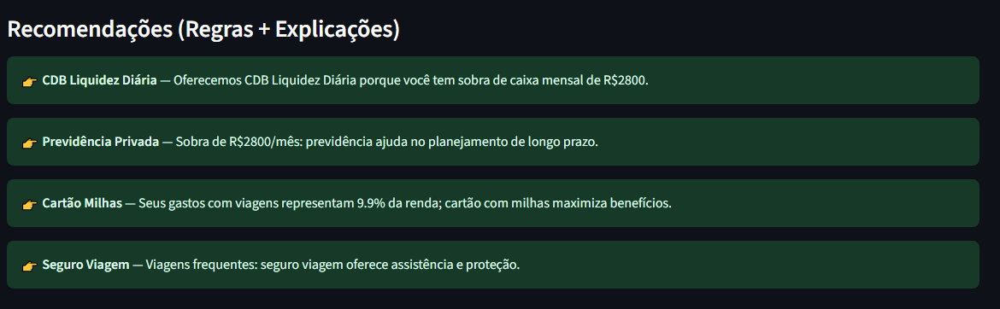 Recomendações (Regras + Explicações)
👉 CDB Liquidez Diária — Oferecemos CDB Liquidez Diária porque você tem sobra de caixa mensal de R$2800.
👉 Previdência Privada — Sobra de R$2800/mês: previdência ajuda no planejamento de longo prazo.
👉 Cartão Milhas — Seus gastos com viagens representam 9.9% da renda; cartão com milhas maximiza benefícios.
👉 Seguro Viagem — Viagens frequentes: seguro viagem oferece assistência e proteção.